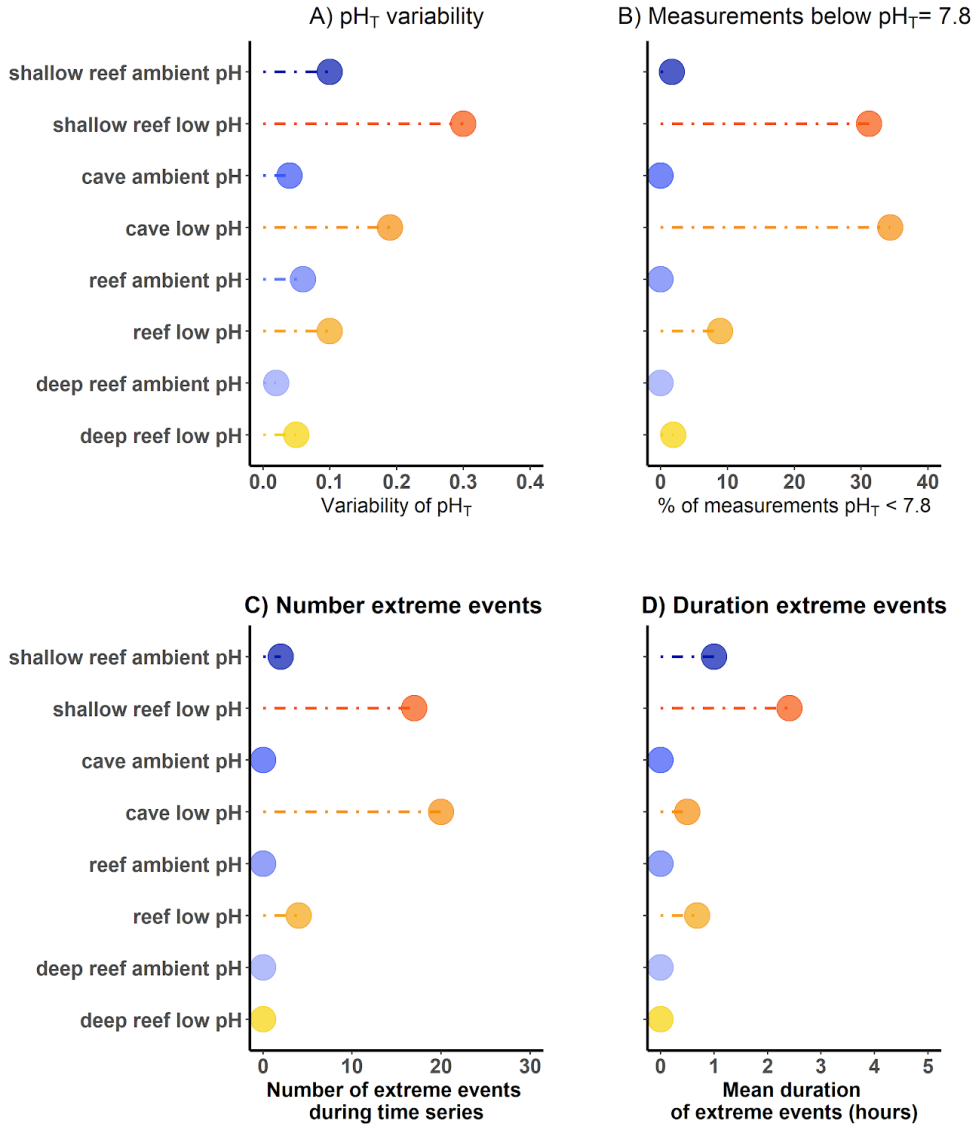 A) pHT variability
B) Measurements below pHT= 7.8
shallow reef ambient pH
shallow reef low pH
cave ambient pH
cave low pH
reef ambient pH
reef low pH
deep reef ambient pH
deep reef low pH
0.0 0.1 0.2 0.3 0.4
Variability of pHT
0 10 20 30 40
% of measurements pHT < 7.8
C) Number extreme events
D) Duration extreme events
shallow reef ambient pH
shallow reef low pH
cave ambient pH
cave low pH
reef ambient pH
reef low pH
deep reef ambient pH
deep reef low pH
0 10 20 30
Number of extreme events
during time series
0 1 2 3 4 5
Mean duration
of extreme events (hours)